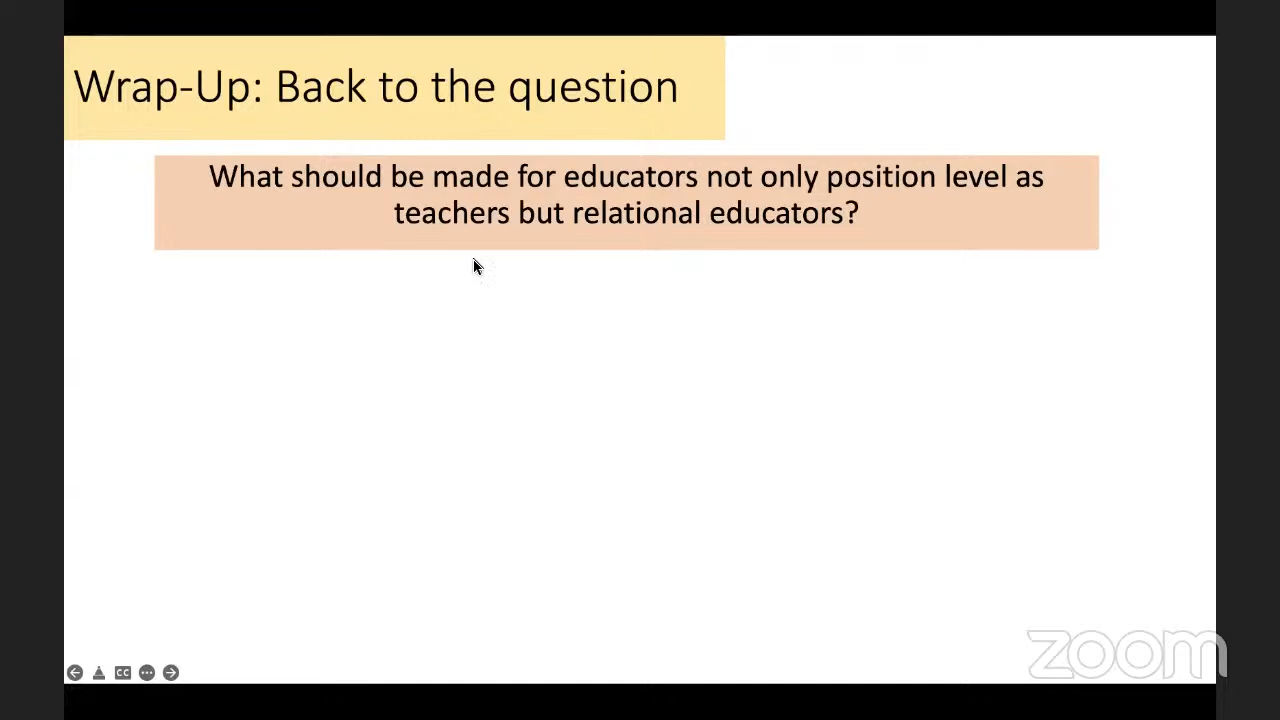 Wrap-Up: Back to the question
What should be made for educators not only position level as
teachers but relational educators?
CC
zoom